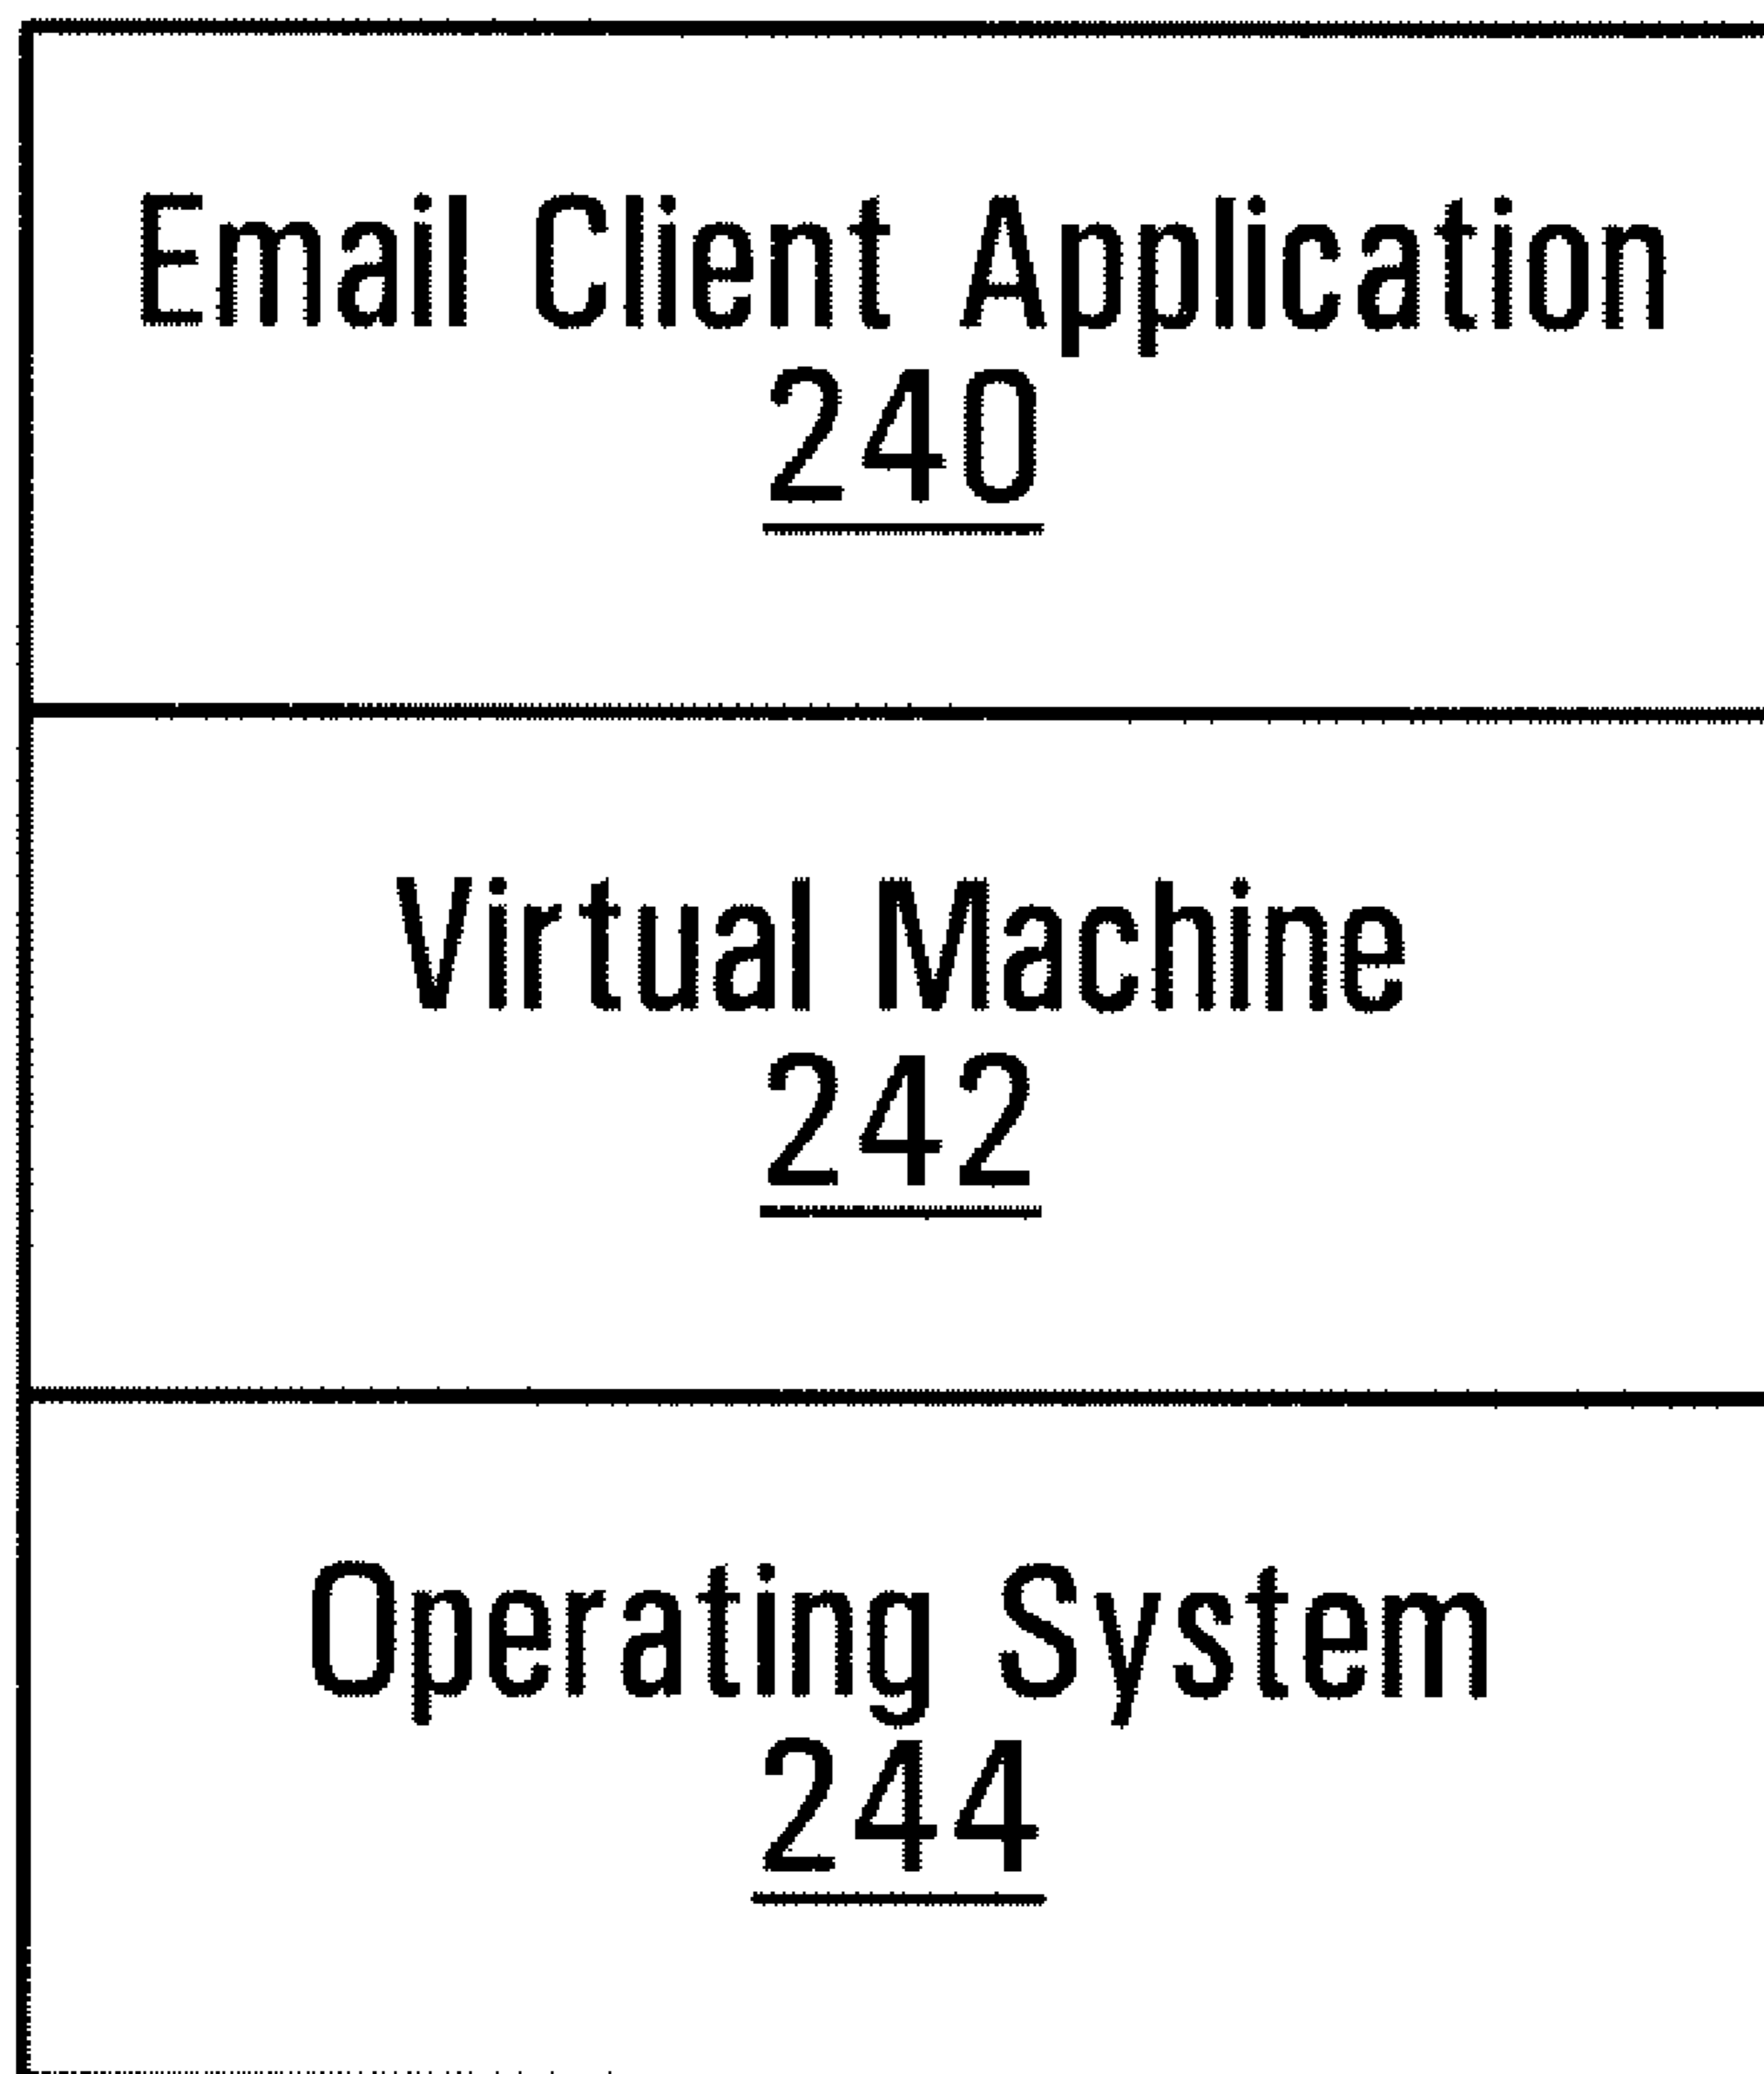 Email Client Application
240
Virtual Machine
242
Operating System
244